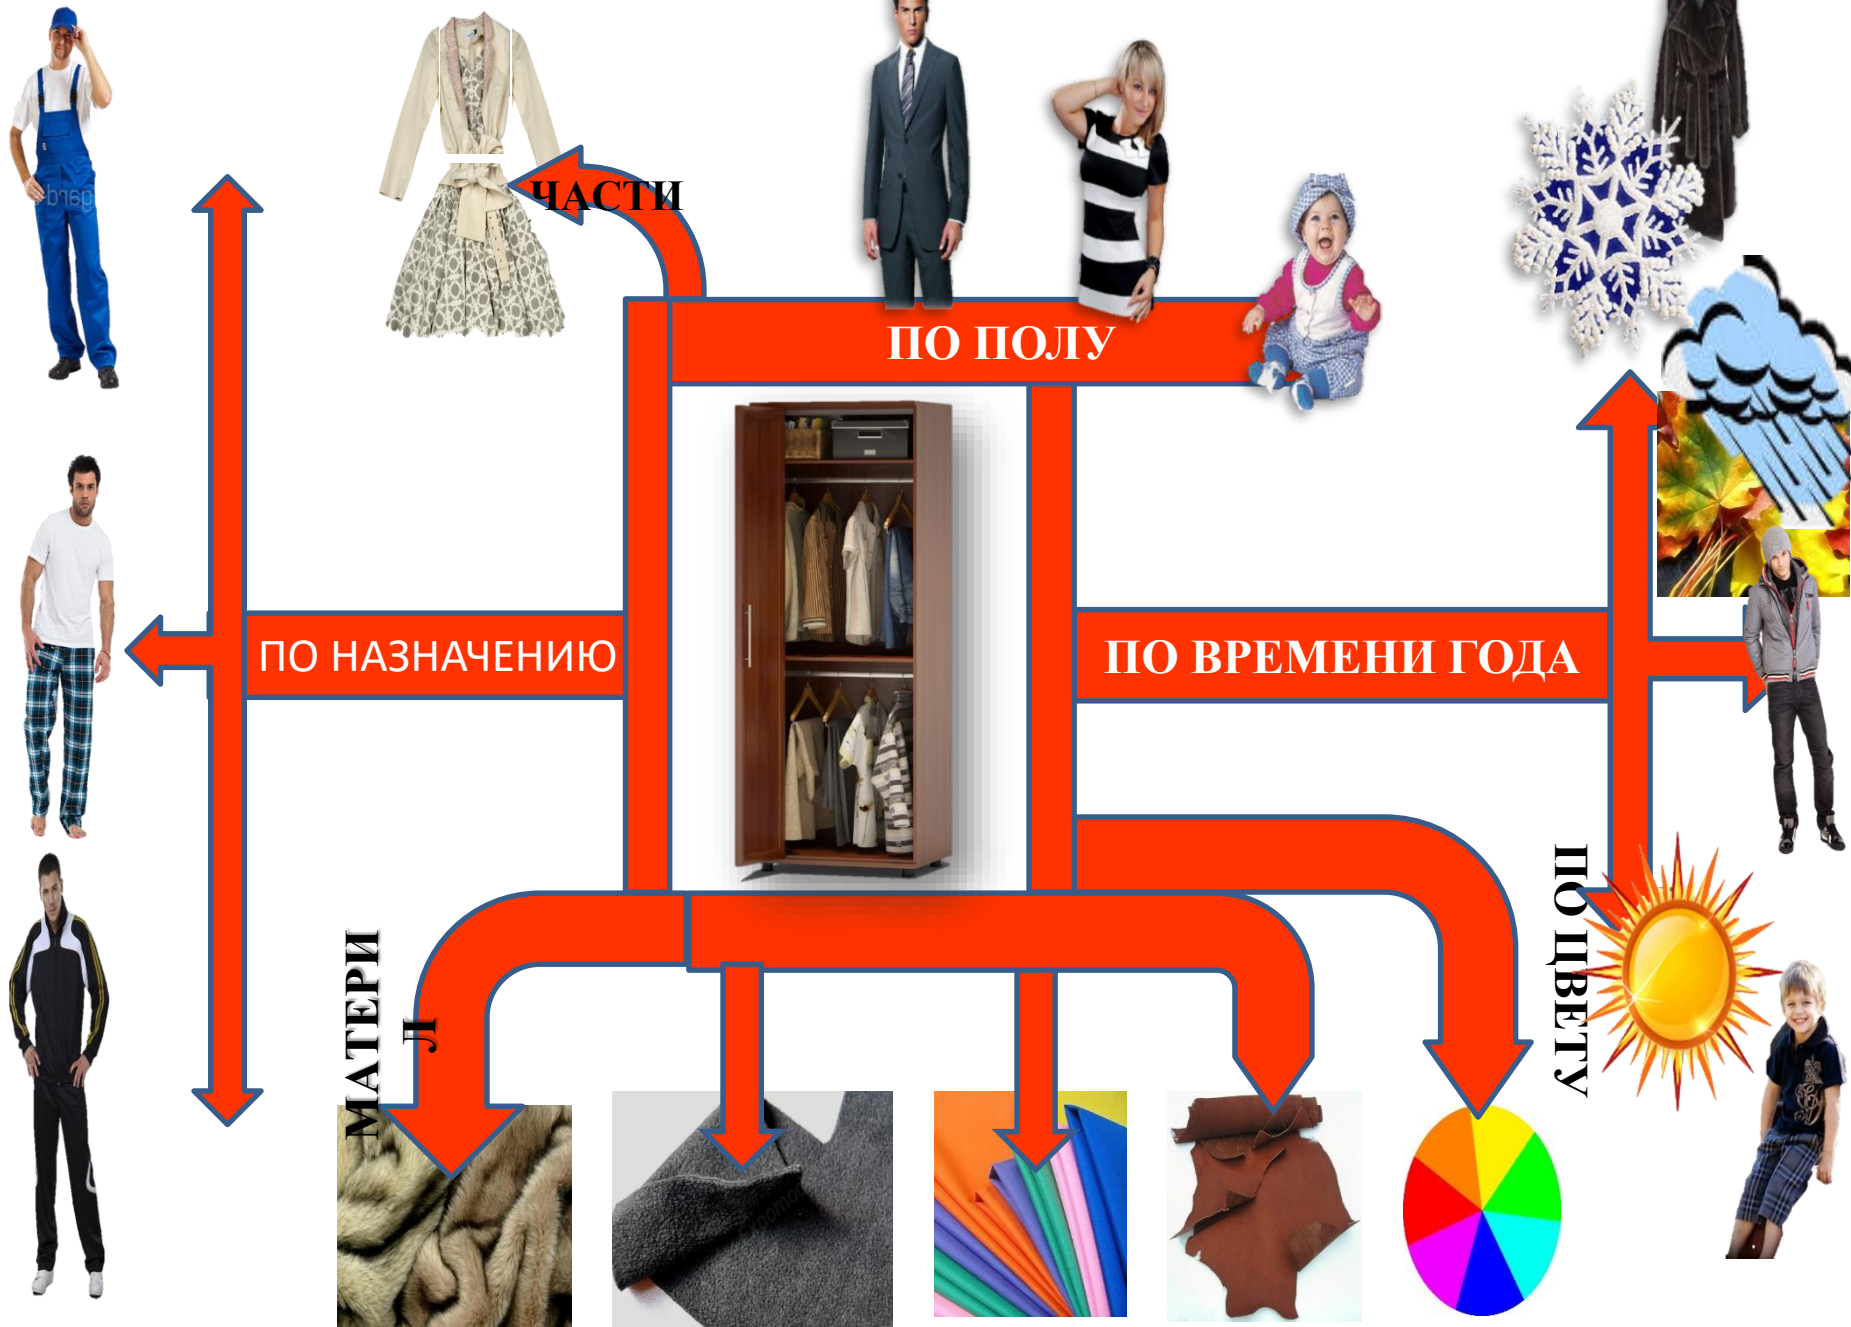 ЧАСТИ
ПО ПОЛУ
ПО НАЗНАЧЕНИЮ
ПО ВРЕМЕНИ ГОДА
МАТЕРИ
Л
ПО ЦВЕТУ